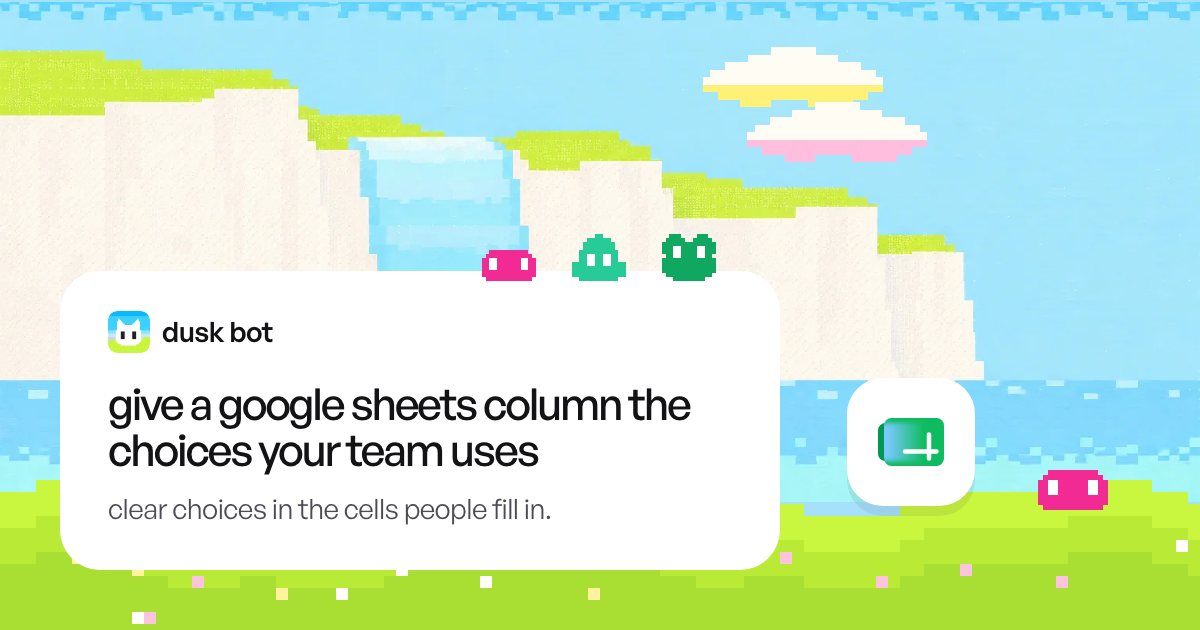 dusk bot
give a google sheets column the
choices your team uses
clear choices in the cells people fill in.